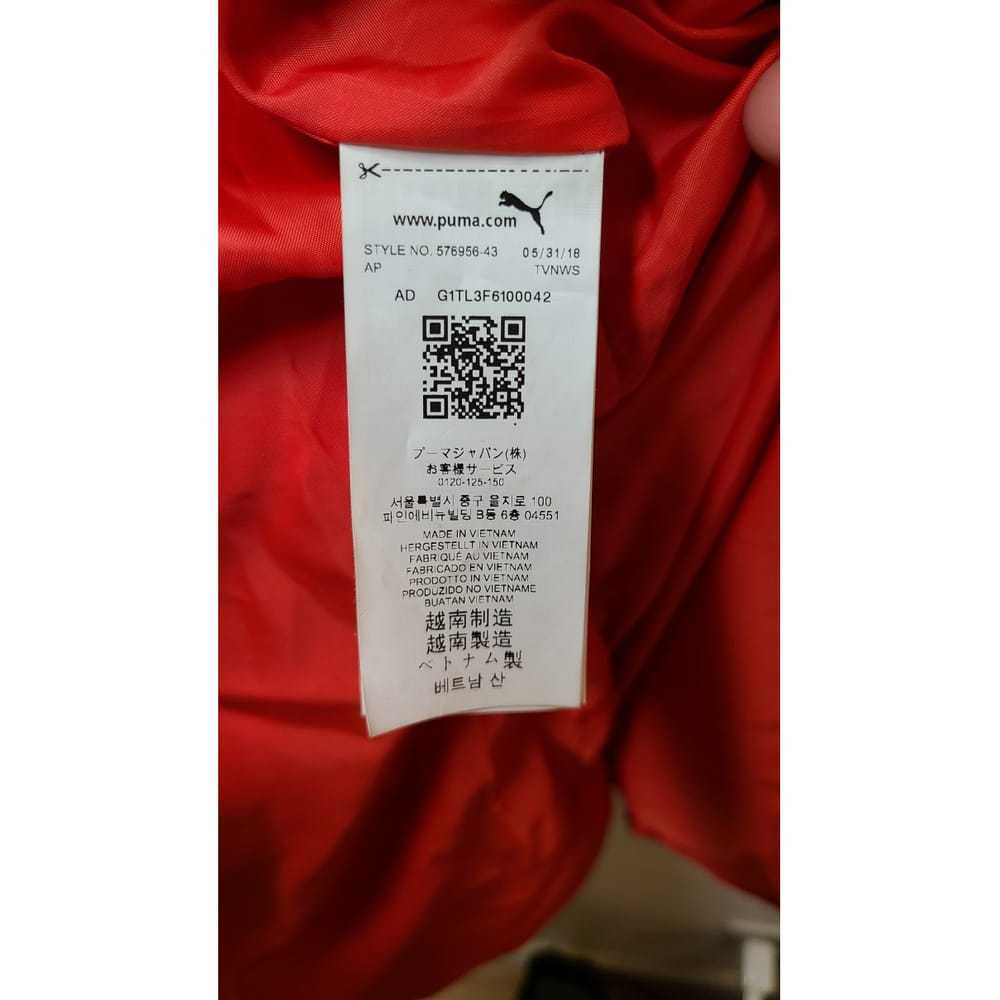 www.puma.com
STYLE NO. 576956-43 05/31/18
AP TVNWS
AD G1TL3F6100042
プーマジャパン(株)
お客様サービス
0120-125-150
서울특별시 중구 을지로 100
파인에비뉴빌딩 B동 6층 04551
MADE IN VIETNAM
HERGESTELLT IN VIETNAM
FABRIQUÉ AU VIETNAM
FABRICADO EN VIETNAM
PRODOTTO IN VIETNAM
PRODUZIDO NO VIETNAME
BUATAN VIETNAM
越南制造
越南製造
ベトナム製
베트남 산